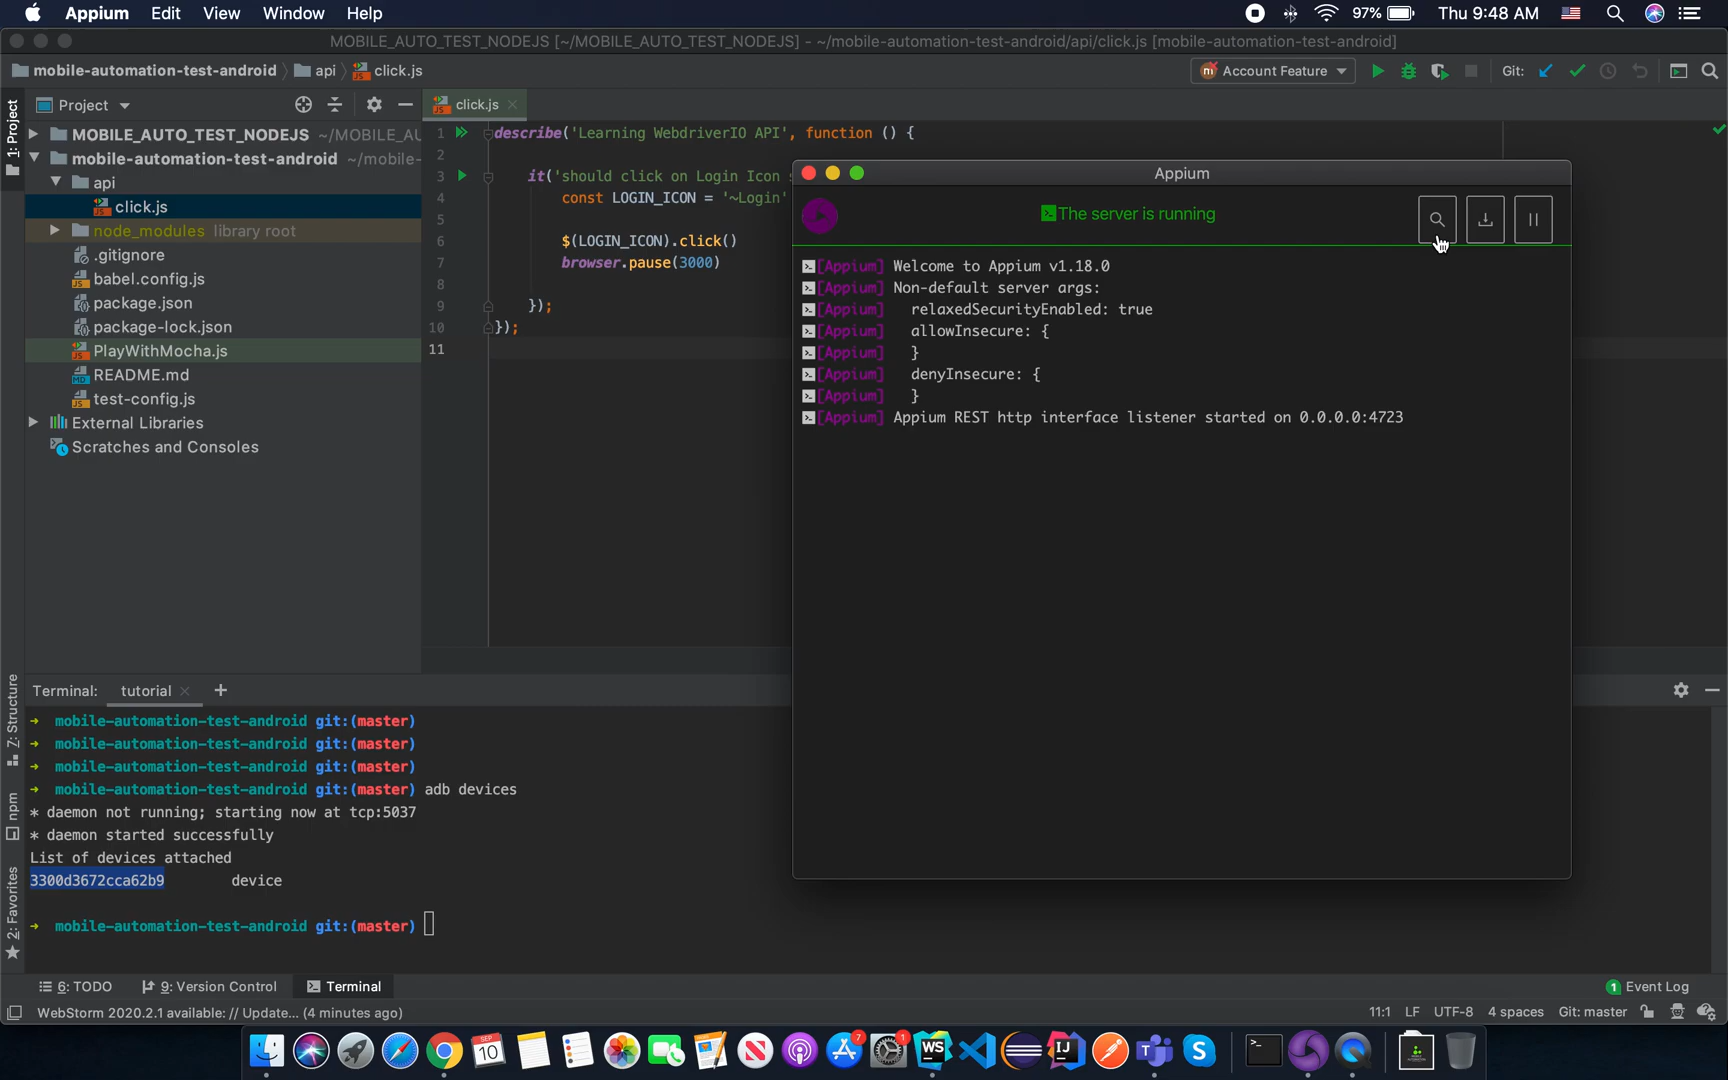 Appium Edit View Window Help 97% Thu 9:48 AM
MOBILE_AUTO_TEST_NODEJS [~/MOBILE_AUTO_TEST_NODEJS] - ~/mobile-automation-test-android/api/click.js [mobile-automation-test-android]
mobile-automation-test-android api click.js Account Feature Git:
1: Project
Project
click.js
MOBILE_AUTO_TEST_NODEJS ~/MOBILE_AU
mobile-automation-test-android ~/mobile-
api
click.js
node_modules library root
.gitignore
babel.config.js
package.json
package-lock.json
PlayWithMocha.js
README.md
test-config.js
External Libraries
Scratches and Consoles
1 describe('Learning WebdriverIO API', function () {
2
3 it('should click on Login Icon s
4 const LOGIN_ICON = '~Login'
5
6 $(LOGIN_ICON).click()
7 browser.pause(3000)
8
9 });
10 });
11
Appium
The server is running
[Appium] Welcome to Appium v1.18.0
[Appium] Non-default server args:
[Appium] relaxedSecurityEnabled: true
[Appium] allowInsecure: {
[Appium] }
[Appium] denyInsecure: {
[Appium] }
[Appium] Appium REST http interface listener started on 0.0.0.0:4723
Z: Structure
npm
2: Favorites
Terminal: tutorial
→ mobile-automation-test-android git:(master)
→ mobile-automation-test-android git:(master)
→ mobile-automation-test-android git:(master)
→ mobile-automation-test-android git:(master) adb devices
* daemon not running; starting now at tcp:5037
* daemon started successfully
List of devices attached
3300d3672cca62b9 device
→ mobile-automation-test-android git:(master)
6: TODO 9: Version Control Terminal 1 Event Log
WebStorm 2020.2.1 available: // Update... (4 minutes ago) 11:1 LF UTF-8 4 spaces Git: master
SEP
10
7
1
WS
IJ